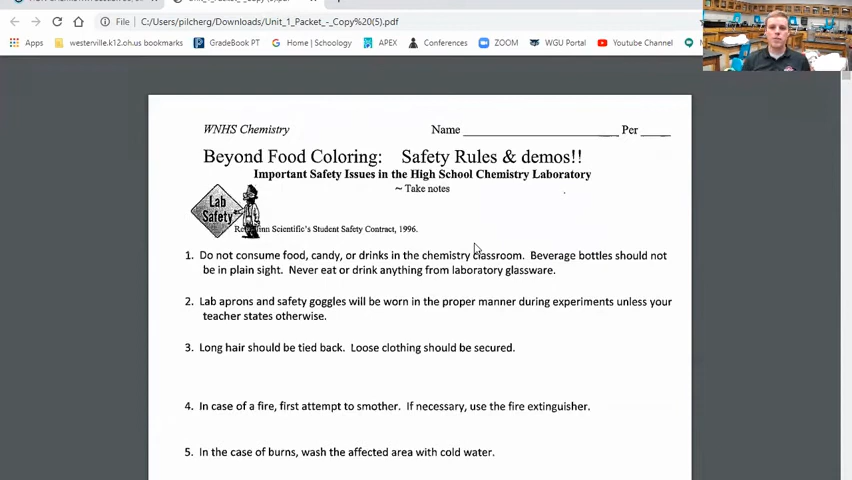 Unit_1_Packet_-_Copy (5).pdf
File | C:/Users/pilcherg/Downloads/Unit_1_Packet_-_Copy%20(5).pdf
Apps westerville.k12.oh.us bookmarks GradeBook PT Home | Schoology APEX Conferences ZOOM WGU Portal Youtube Channel
WNHS Chemistry Name Per
Beyond Food Coloring: Safety Rules & demos!!
Important Safety Issues in the High School Chemistry Laboratory
~ Take notes
Lab
Safety
Scientific's Student Safety Contract, 1996.
1. Do not consume food, candy, or drinks in the chemistry classroom. Beverage bottles should not
be in plain sight. Never eat or drink anything from laboratory glassware.
2. Lab aprons and safety goggles will be worn in the proper manner during experiments unless your
teacher states otherwise.
3. Long hair should be tied back. Loose clothing should be secured.
4. In case of a fire, first attempt to smother. If necessary, use the fire extinguisher.
5. In the case of burns, wash the affected area with cold water.